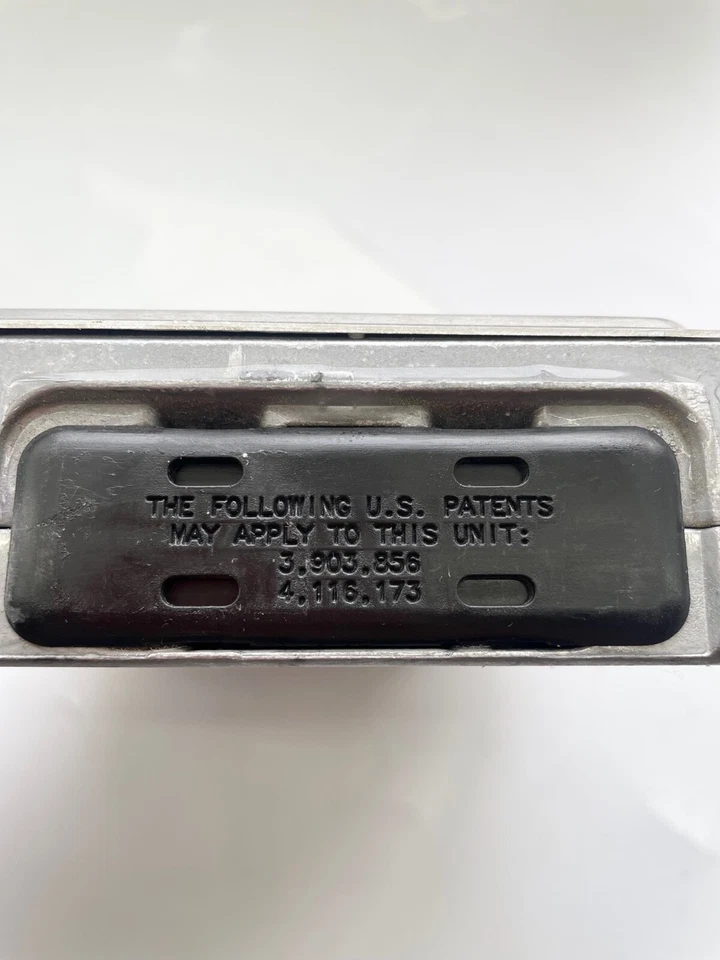 THE FOLLOWING U.S. PATENTS
MAY APPLY TO THIS UNIT:
3,903,856
4,116,173